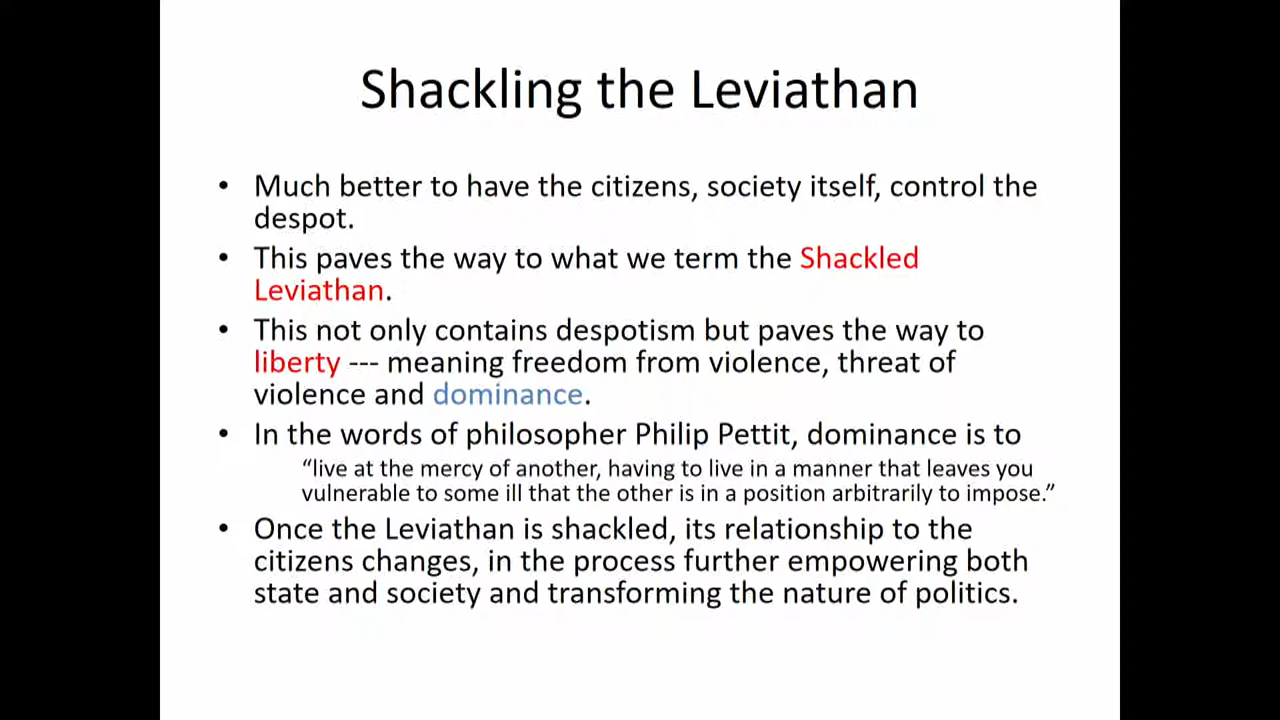 Shackling the Leviathan
• Much better to have the citizens, society itself, control the
despot.
• This paves the way to what we term the Shackled
Leviathan.
• This not only contains despotism but paves the way to
liberty --- meaning freedom from violence, threat of
violence and dominance.
• In the words of philosopher Philip Pettit, dominance is to
“live at the mercy of another, having to live in a manner that leaves you
vulnerable to some ill that the other is in a position arbitrarily to impose.”
• Once the Leviathan is shackled, its relationship to the
citizens changes, in the process further empowering both
state and society and transforming the nature of politics.